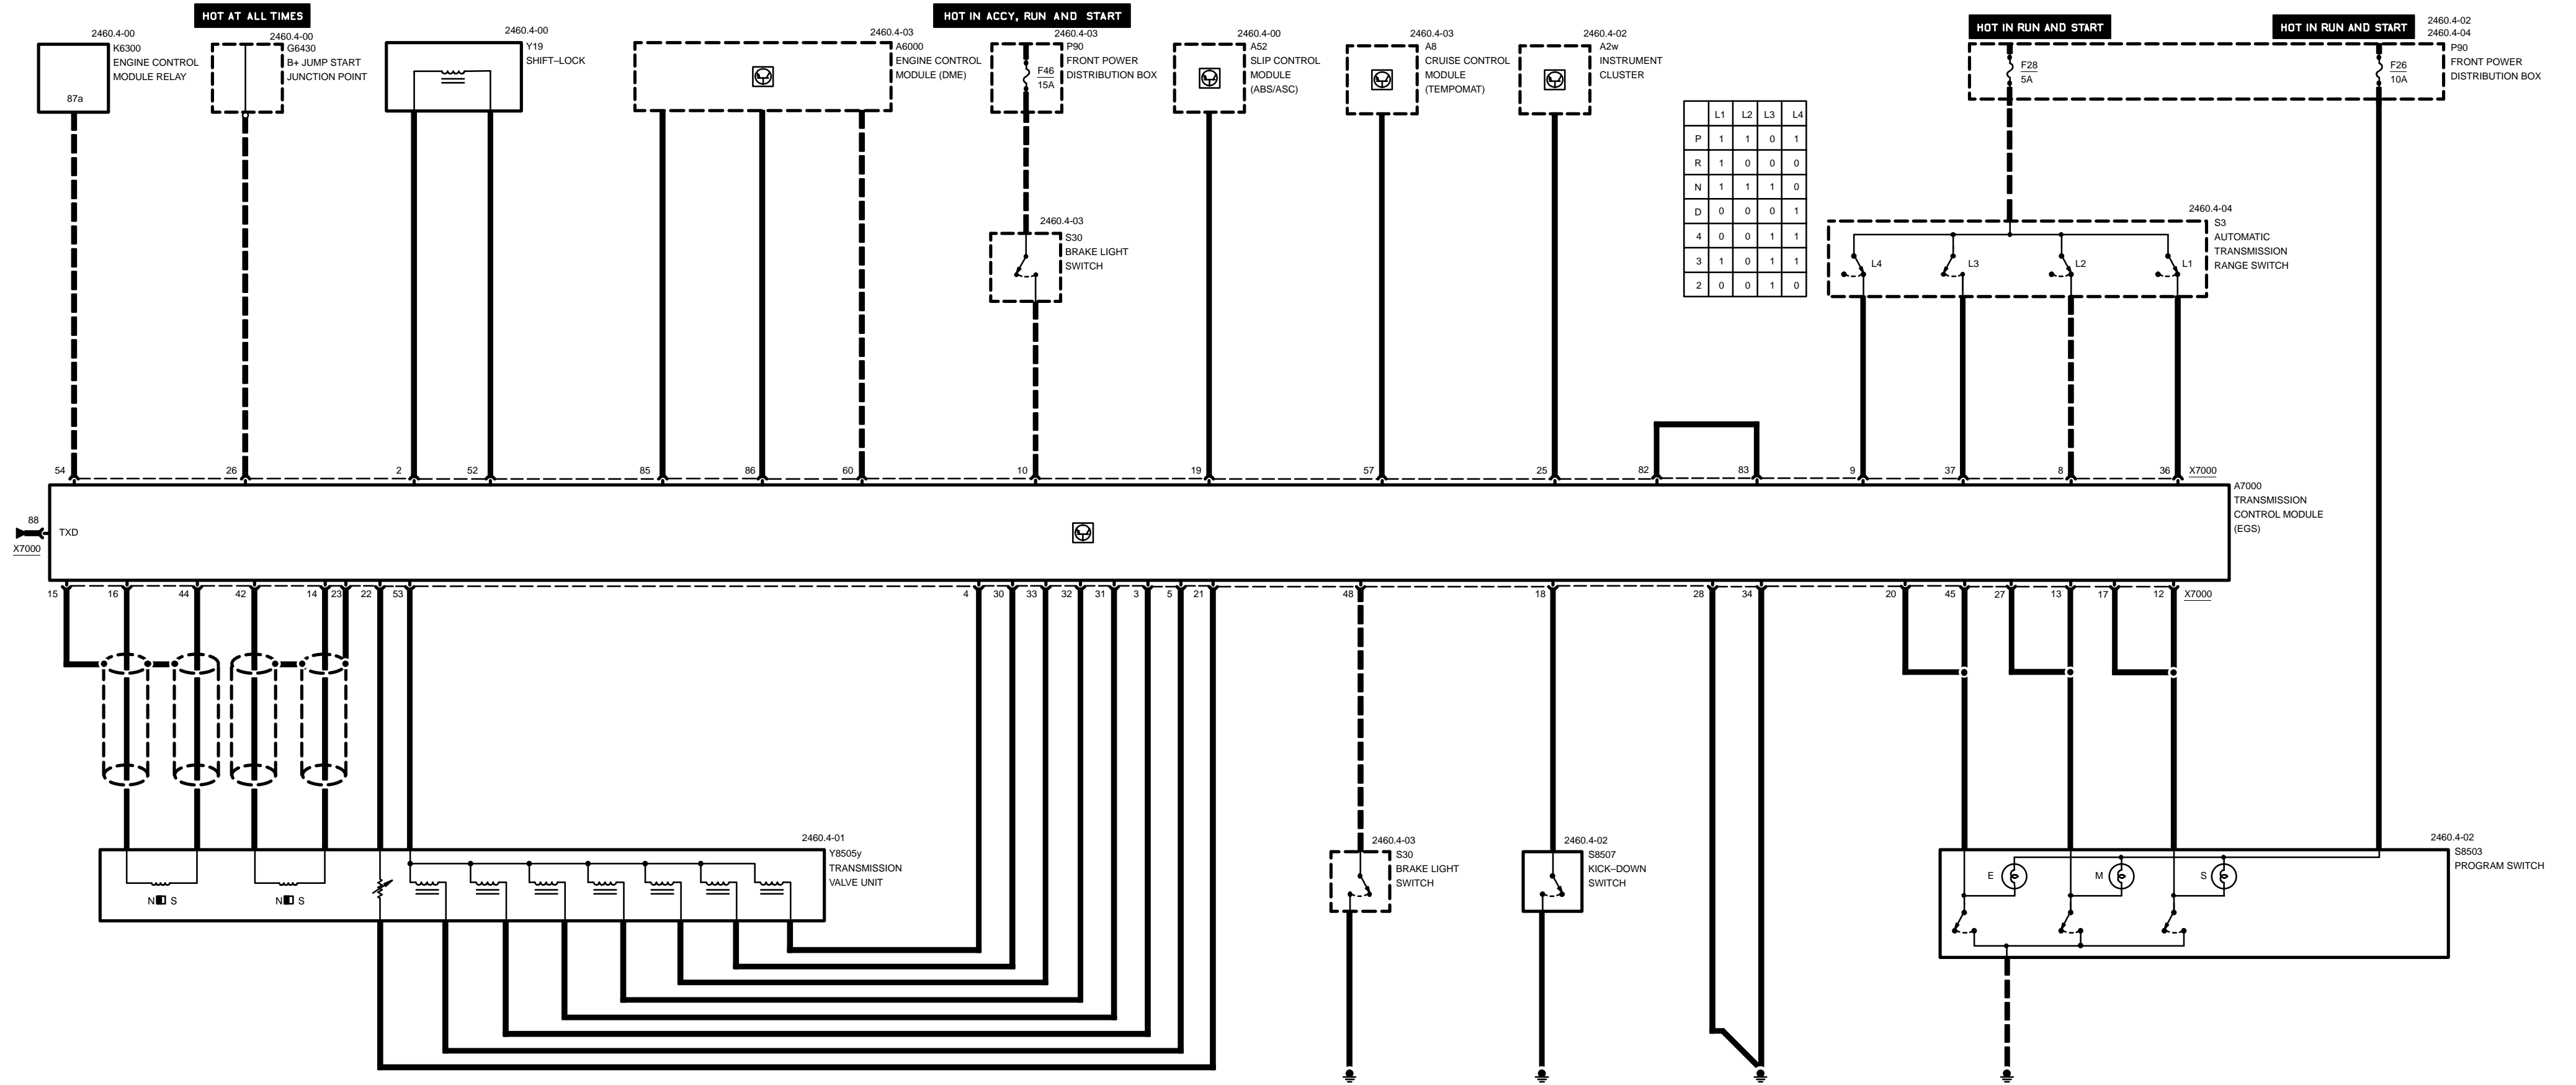 HOT AT ALL TIMES
HOT IN ACCY, RUN AND START
HOT IN RUN AND START
HOT IN RUN AND START
2460.4-00
K6300
ENGINE CONTROL
MODULE RELAY
87a
2460.4-00
G6430
B+ JUMP START
JUNCTION POINT
2460.4-00
Y19
SHIFT–LOCK
2460.4-03
A6000
ENGINE CONTROL
MODULE (DME)
2460.4-03
P90
FRONT POWER
DISTRIBUTION BOX
F46
15A
2460.4-00
A52
SLIP CONTROL
MODULE
(ABS/ASC)
2460.4-03
A8
CRUISE CONTROL
MODULE
(TEMPOMAT)
2460.4-02
A2w
INSTRUMENT
CLUSTER
2460.4-02
2460.4-04
P90
FRONT POWER
DISTRIBUTION BOX
F28
5A
F26
10A
L1 L2 L3 L4
P 1 1 0 1
R 1 0 0 0
N 1 1 1 0
D 0 0 0 1
4 0 0 1 1
3 1 0 1 1
2 0 0 1 0
2460.4-03
S30
BRAKE LIGHT
SWITCH
2460.4-04
S3
AUTOMATIC
TRANSMISSION
RANGE SWITCH
L4 L3 L2 L1
54 26 2 52 85 86 60 10 19 57 25 82 83 9 37 8 36 X7000
A7000
TRANSMISSION
CONTROL MODULE
(EGS)
88
X7000
TXD
15 16 44 42 14 23 22 53 4 30 33 32 31 3 5 21 48 18 28 34 20 45 27 13 17 12 X7000
2460.4-01
Y8505y
TRANSMISSION
VALVE UNIT
N S
N S
2460.4-03
S30
BRAKE LIGHT
SWITCH
2460.4-02
S8507
KICK–DOWN
SWITCH
2460.4-02
S8503
PROGRAM SWITCH
E M S